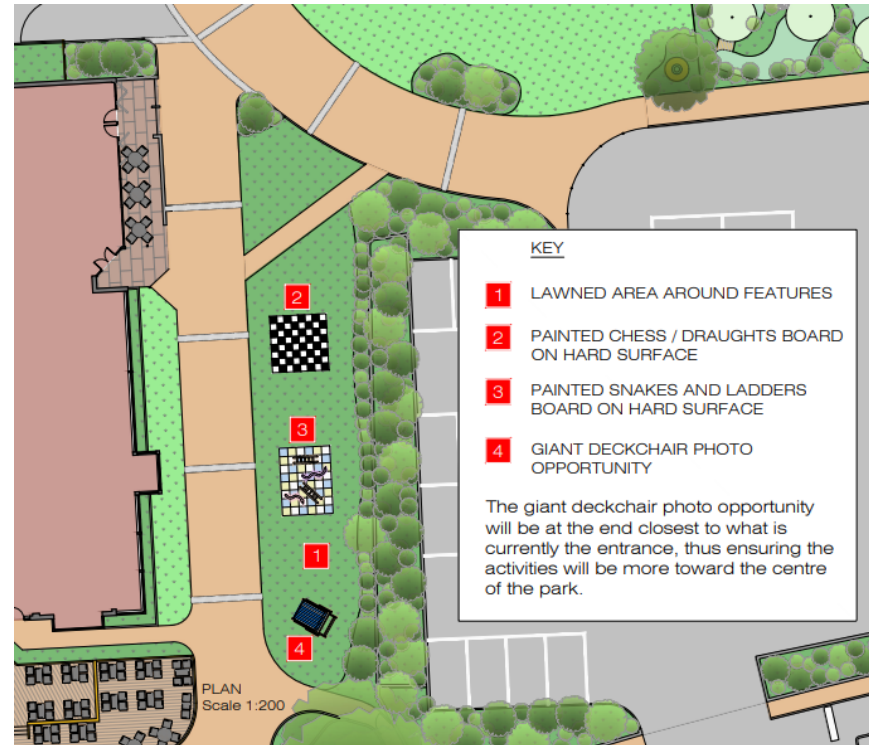 2
3
1
4
PLAN
Scale 1:200
KEY
1 LAWNED AREA AROUND FEATURES
2 PAINTED CHESS / DRAUGHTS BOARD
ON HARD SURFACE
3 PAINTED SNAKES AND LADDERS
BOARD ON HARD SURFACE
4 GIANT DECKCHAIR PHOTO
OPPORTUNITY
The giant deckchair photo opportunity
will be at the end closest to what is
currently the entrance, thus ensuring the
activities will be more toward the centre
of the park.